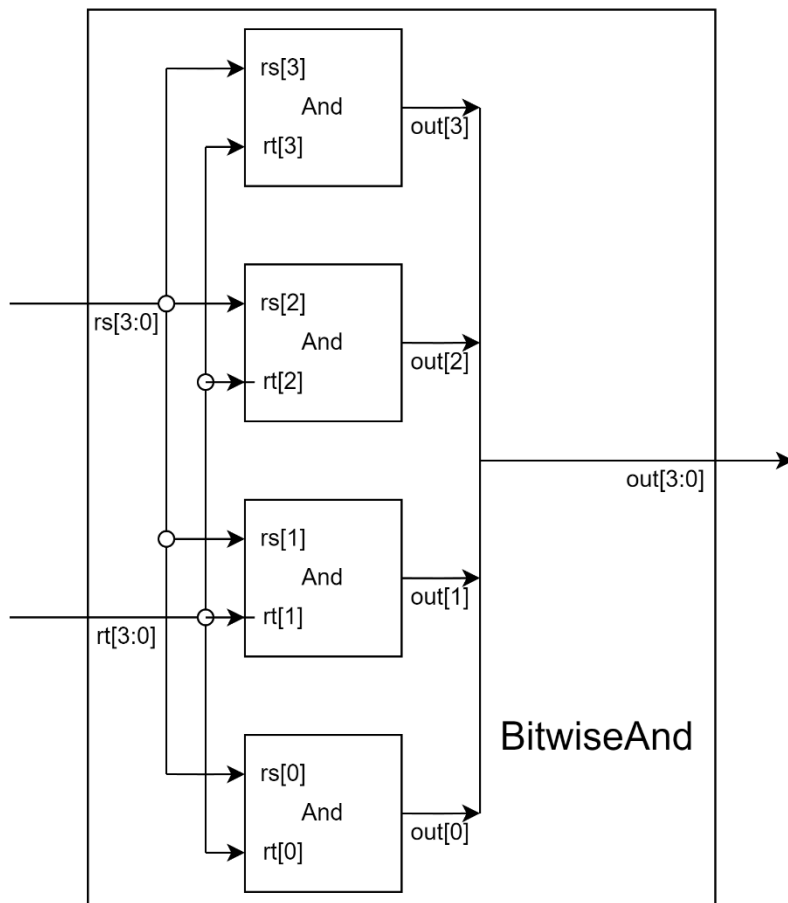 rs[3]
And
out[3]
rt[3]
rs[3:0]
rs[2]
And
out[2]
rt[2]
out[3:0]
rs[1]
And
out[1]
rt[3:0]
rt[1]
BitwiseAnd
rs[0]
And
out[0]
rt[0]